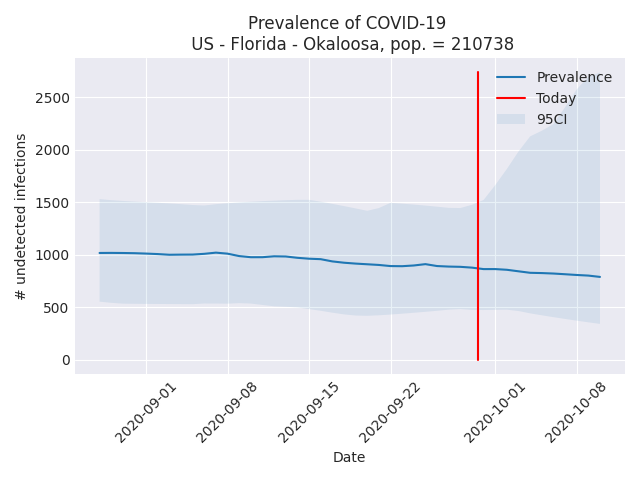 Prevalence of COVID-19
US - Florida - Okaloosa, pop. = 210738
Prevalence
Today
95CI
# undetected infections
2500
2000
1500
1000
500
0
2020-09-01
2020-09-08
2020-09-15
2020-09-22
2020-10-01
2020-10-08
Date